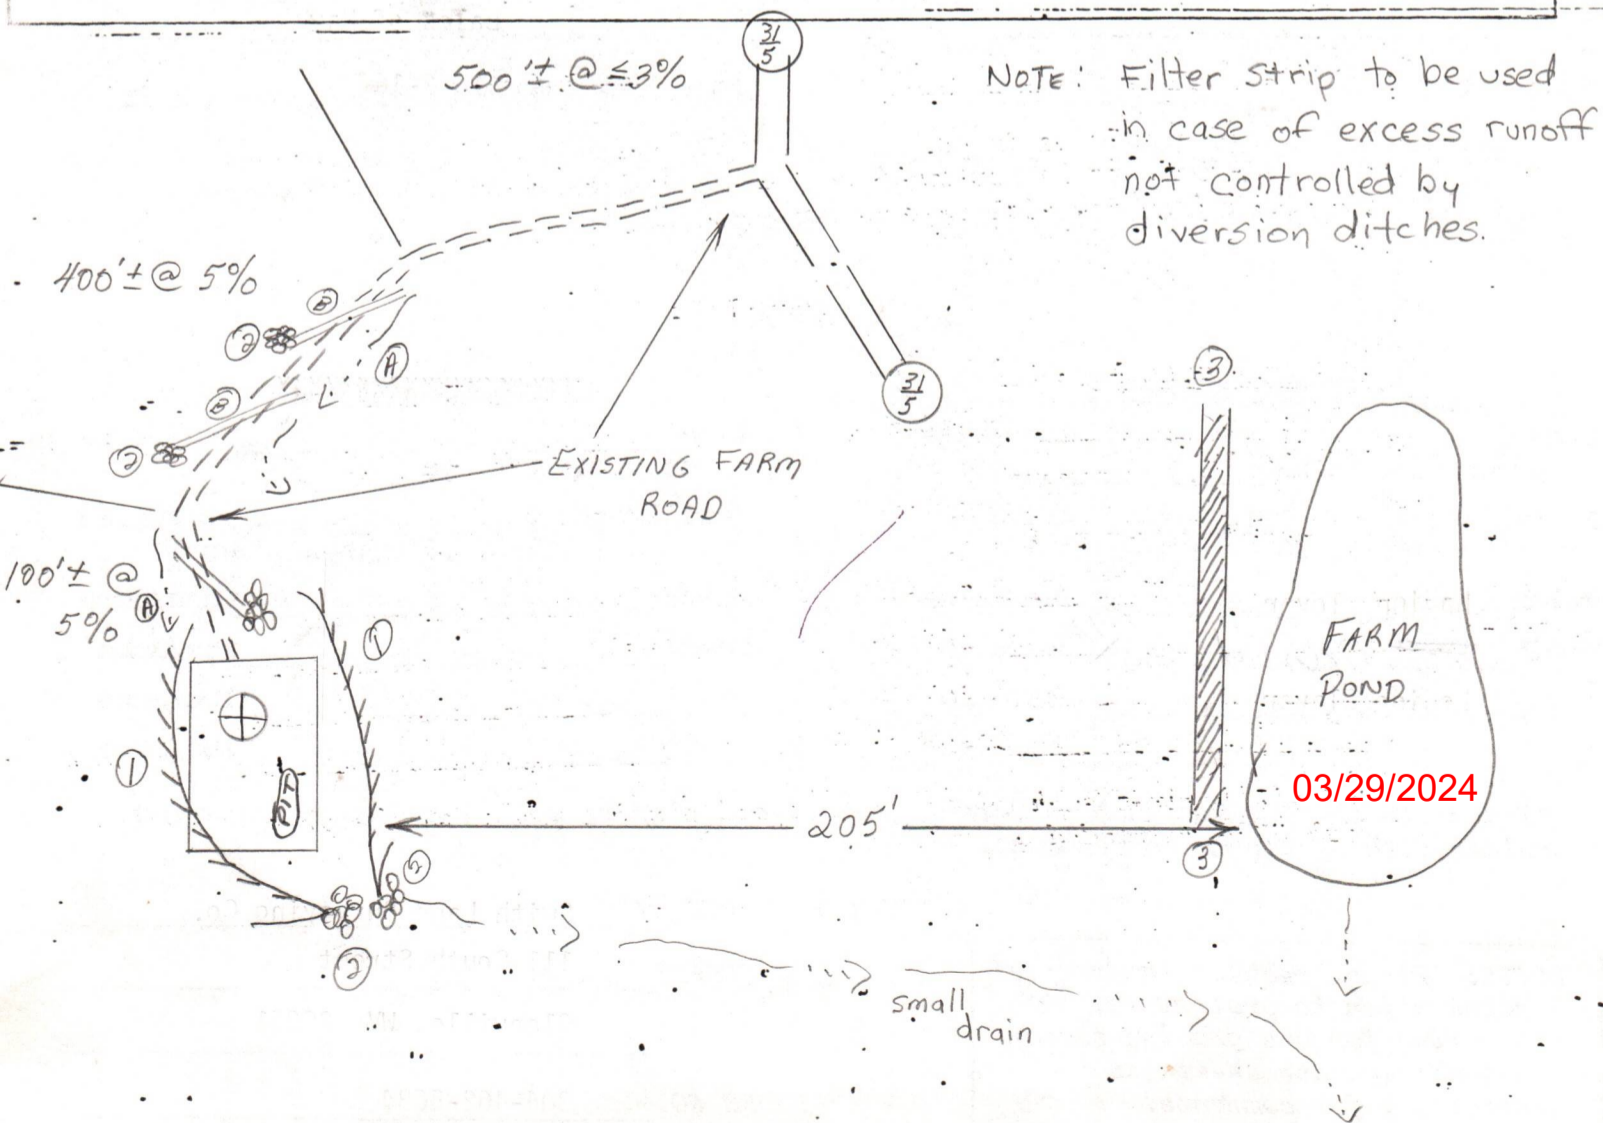 500'± @ ≤3%
31
5
NOTE: Filter strip to be used
in case of excess runoff
not controlled by
diversion ditches.
400'± @ 5%
B
2
A
B
2
31
5
3
EXISTING FARM
ROAD
100'± @
5%
A
1
FARM
POND
1
PIT
03/29/2024
205'
2
3
2
small
drain